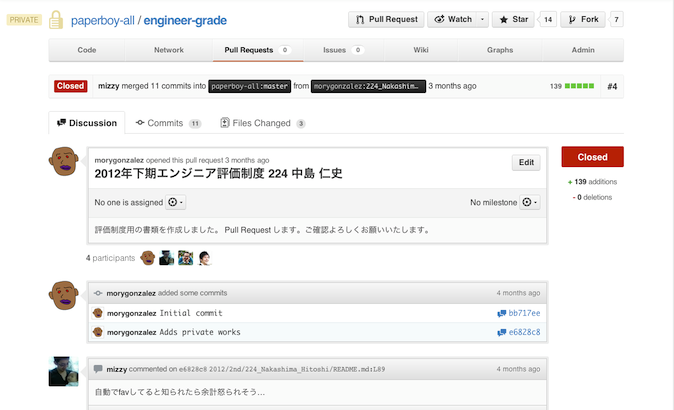 PRIVATE
paperboy-all / engineer-grade
Pull Request
Watch
Star
14
Fork
7
Code
Network
Pull Requests 0
Issues 0
Wiki
Graphs
Admin
Closed mizzy merged 11 commits into paperboy-all:master from morygonzalez:224_Nakashim… 3 months ago 139 #4
Discussion
Commits 11
Files Changed 3
morygonzalez opened this pull request 3 months ago
2012年下期エンジニア評価制度 224 中島 仁史
Edit
Closed
No one is assigned
No milestone
+ 139 additions
- 0 deletions
評価制度用の書類を作成しました。 Pull Request します。ご確認よろしくお願いいたします。
4 participants
morygonzalez added some commits 4 months ago
morygonzalez Initial commit bb717ee
morygonzalez Adds private works e6828c8
mizzy commented on e6828c8 2012/2nd/224_Nakashima_Hitoshi/README.md:L89 4 months ago
自動でfavしてると知られたら余計怒られそう…